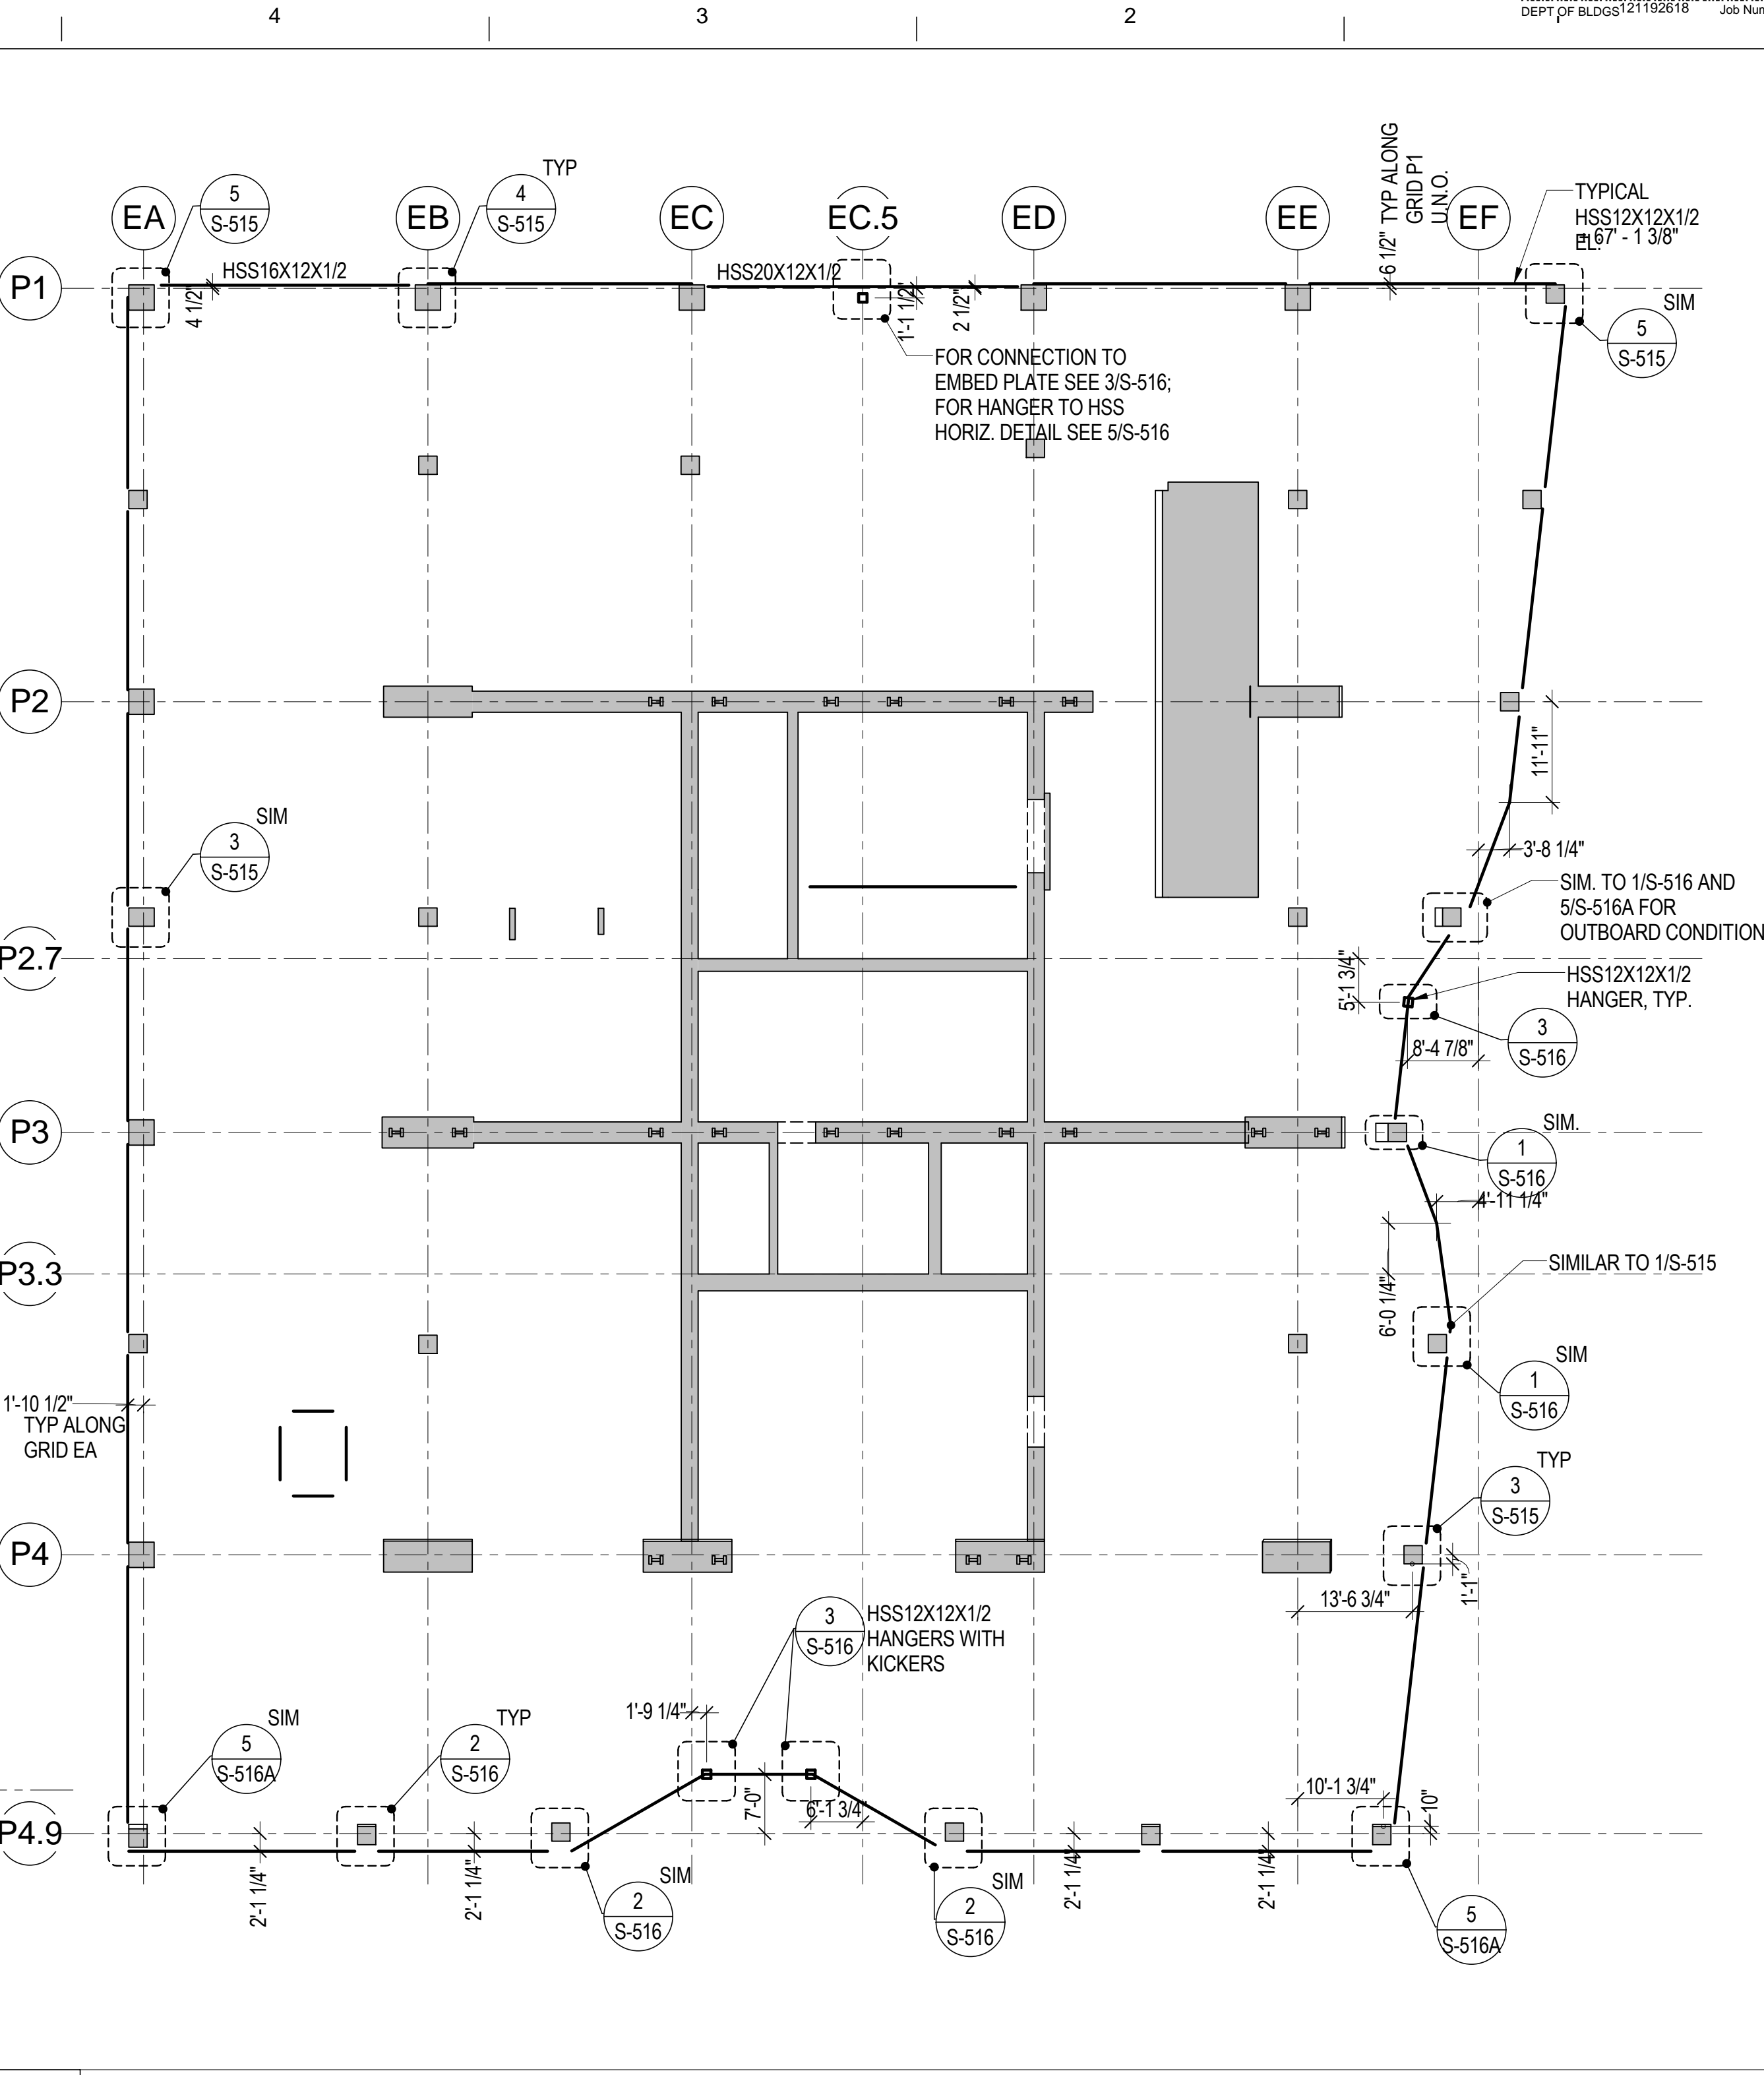 4
3
2
DEPT OF BLDGS 121192618 Job Num
TYP
5
S-515
4
S-515
6 1/2" TYP ALONG
GRID P1
U.N.O.
TYPICAL
HSS12X12X1/2
EL. 67' - 1 3/8"
EA
EB
EC
EC.5
ED
EE
EF
P1
HSS16X12X1/2
HSS20X12X1/2
4 1/2"
1'-1 1/2"
2 1/2"
SIM
5
S-515
FOR CONNECTION TO
EMBED PLATE SEE 3/S-516;
FOR HANGER TO HSS
HORIZ. DETAIL SEE 5/S-516
P2
11'-11"
SIM
3
S-515
3'-8 1/4"
SIM. TO 1/S-516 AND
5/S-516A FOR
OUTBOARD CONDITION
P2.7
5'-1 3/4"
HSS12X12X1/2
HANGER, TYP.
3
S-516
8'-4 7/8"
P3
SIM.
1
S-516
4'-11 1/4"
P3.3
SIMILAR TO 1/S-515
6'-0 1/4"
SIM
1
S-516
1'-10 1/2"
TYP ALONG
GRID EA
TYP
3
S-515
P4
1'-1"
13'-6 3/4"
3
S-516
HSS12X12X1/2
HANGERS WITH
KICKERS
1'-9 1/4"
SIM
5
S-516A
TYP
2
S-516
7'-0"
6'-1 3/4"
10'-1 3/4"
10"
P4.9
2'-1 1/4"
2'-1 1/4"
2'-1 1/4"
2'-1 1/4"
SIM
2
S-516
SIM
2
S-516
5
S-516A